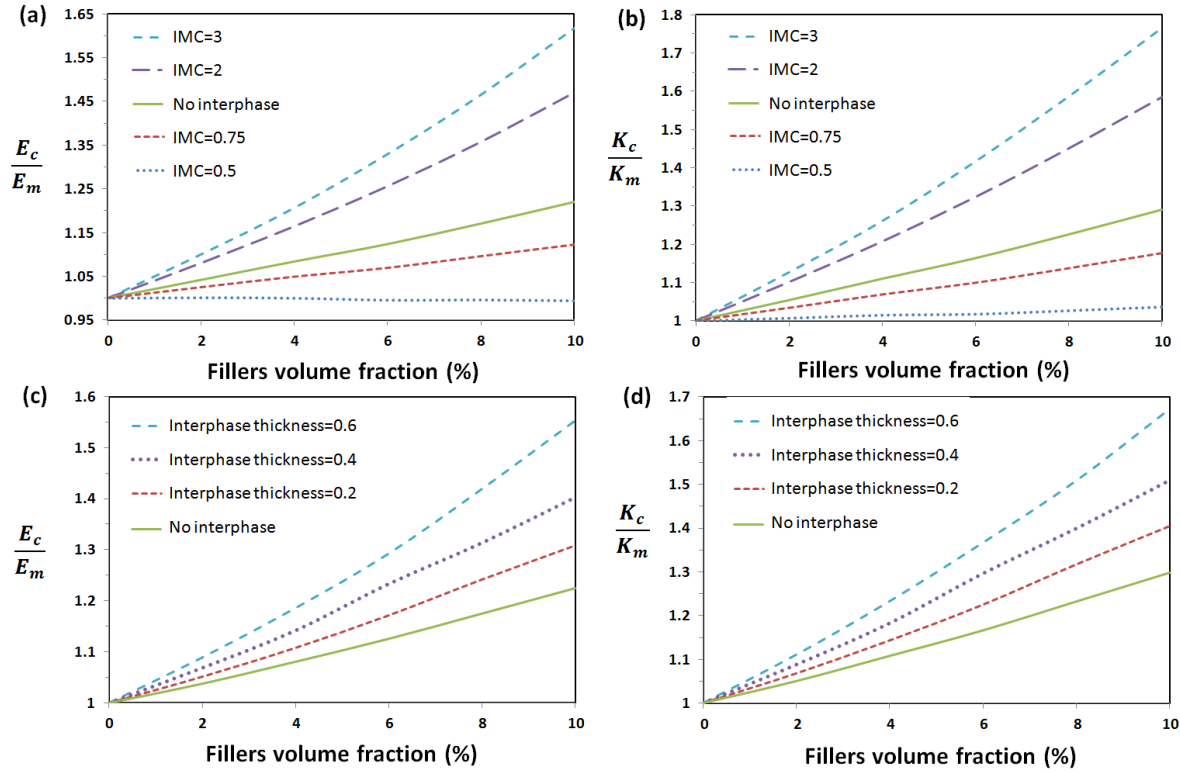 (a)
1.65
1.55
1.45
1.35
1.25
1.15
1.05
0.95
E_c
E_m
IMC=3
IMC=2
No interphase
IMC=0.75
IMC=0.5
0 2 4 6 8 10
Fillers volume fraction (%)
(b)
1.8
1.7
1.6
1.5
1.4
1.3
1.2
1.1
1
K_c
K_m
IMC=3
IMC=2
No interphase
IMC=0.75
IMC=0.5
0 2 4 6 8 10
Fillers volume fraction (%)
(c)
1.6
1.5
1.4
1.3
1.2
1.1
1
E_c
E_m
Interphase thickness=0.6
Interphase thickness=0.4
Interphase thickness=0.2
No interphase
0 2 4 6 8 10
Fillers volume fraction (%)
(d)
1.7
1.6
1.5
1.4
1.3
1.2
1.1
1
K_c
K_m
Interphase thickness=0.6
Interphase thickness=0.4
Interphase thickness=0.2
No interphase
0 2 4 6 8 10
Fillers volume fraction (%)